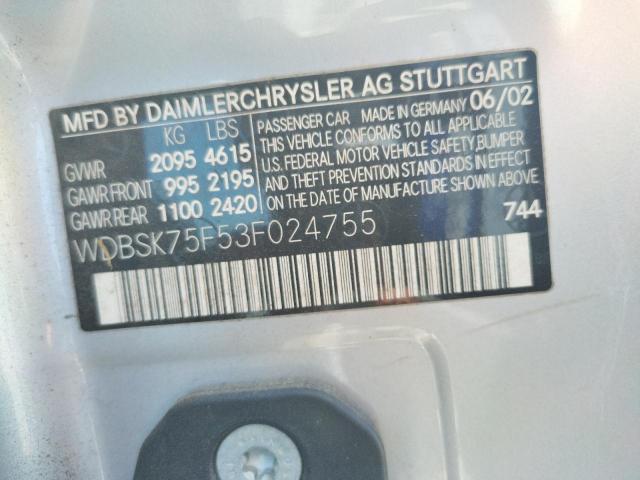 MFD BY DAIMLERCHRYSLER AG STUTTGART
KG LBS
GVWR 2095 4615
GAWR FRONT 995 2195
GAWR REAR 1100 2420
PASSENGER CAR MADE IN GERMANY 06/02
THIS VEHICLE CONFORMS TO ALL APPLICABLE
U.S. FEDERAL MOTOR VEHICLE SAFETY,BUMPER
AND THEFT PREVENTION STANDARDS IN EFFECT
ON THE DATE OF MANUFACTURE SHOWN ABOVE
744
WDBSK75F53F024755